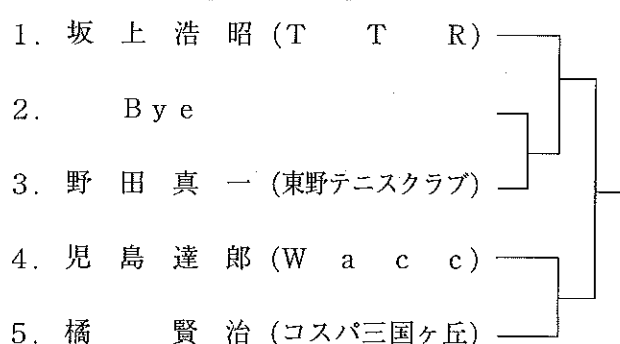 1. 坂上浩昭(TTR)
2. Bye
3. 野田真一(東野テニスクラブ)
4. 児島達郎(Wacc)
5. 橘賢治(コスパ三国ヶ丘)